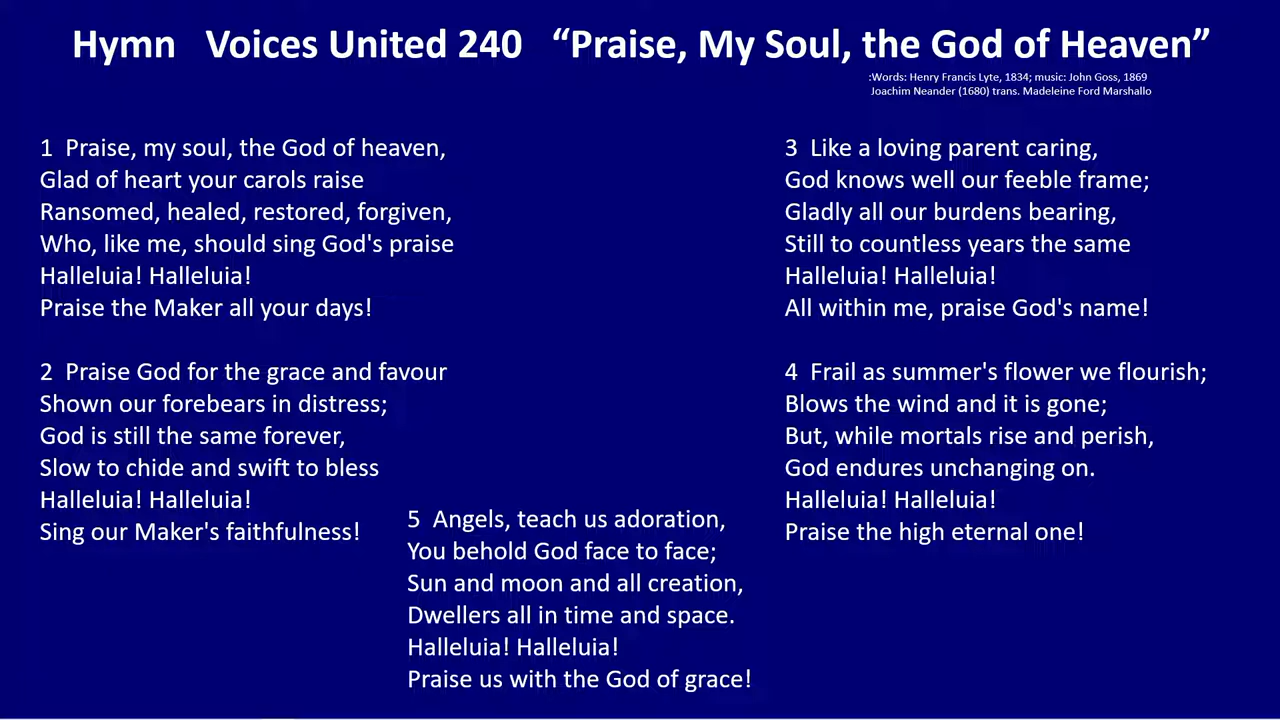 Hymn Voices United 240 “Praise, My Soul, the God of Heaven”
:Words: Henry Francis Lyte, 1834; music: John Goss, 1869
Joachim Neander (1680) trans. Madeleine Ford Marshallo
1 Praise, my soul, the God of heaven,
Glad of heart your carols raise
Ransomed, healed, restored, forgiven,
Who, like me, should sing God's praise
Halleluia! Halleluia!
Praise the Maker all your days!
2 Praise God for the grace and favour
Shown our forebears in distress;
God is still the same forever,
Slow to chide and swift to bless
Halleluia! Halleluia!
Sing our Maker's faithfulness!
3 Like a loving parent caring,
God knows well our feeble frame;
Gladly all our burdens bearing,
Still to countless years the same
Halleluia! Halleluia!
All within me, praise God's name!
4 Frail as summer's flower we flourish;
Blows the wind and it is gone;
But, while mortals rise and perish,
God endures unchanging on.
Halleluia! Halleluia!
Praise the high eternal one!
5 Angels, teach us adoration,
You behold God face to face;
Sun and moon and all creation,
Dwellers all in time and space.
Halleluia! Halleluia!
Praise us with the God of grace!